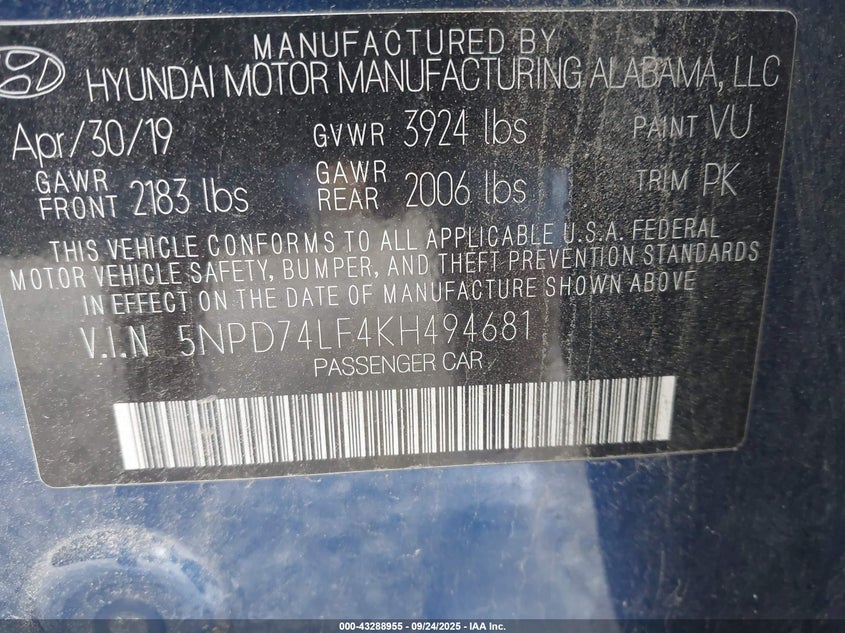 MANUFACTURED BY
HYUNDAI MOTOR MANUFACTURING ALABAMA, LLC
Apr/30/19 GVWR 3924 lbs PAINT VU
GAWR FRONT 2183 lbs GAWR REAR 2006 lbs TRIM PK
THIS VEHICLE CONFORMS TO ALL APPLICABLE U.S.A. FEDERAL
MOTOR VEHICLE SAFETY, BUMPER, AND THEFT PREVENTION STANDARDS
IN EFFECT ON THE DATE OF MANUFACTURE SHOWN ABOVE
V.I.N 5NPD74LF4KH494681
PASSENGER CAR
000-43288955 - 09/24/2025 - IAA Inc.